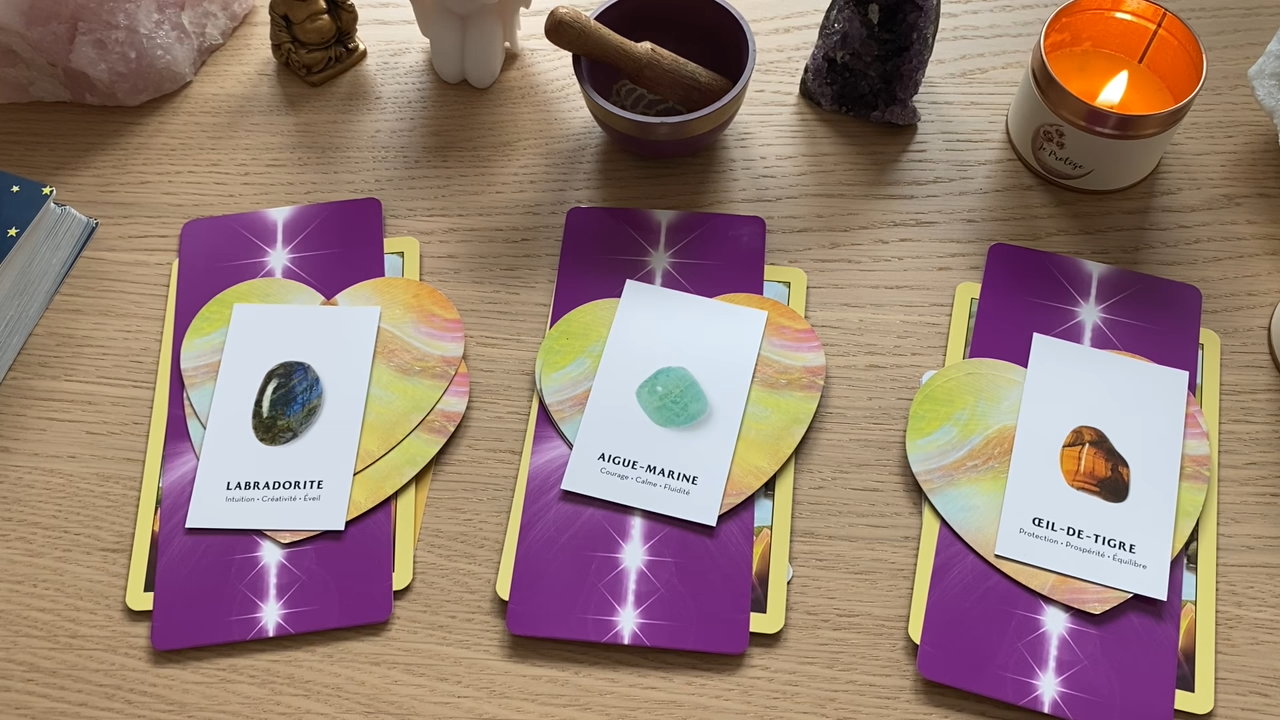 Je Protège
LABRADORITE
Intuition • Créativité • Éveil
AIGUE-MARINE
Courage • Calme • Fluidité
ŒIL-DE-TIGRE
Protection • Prospérité • Équilibre